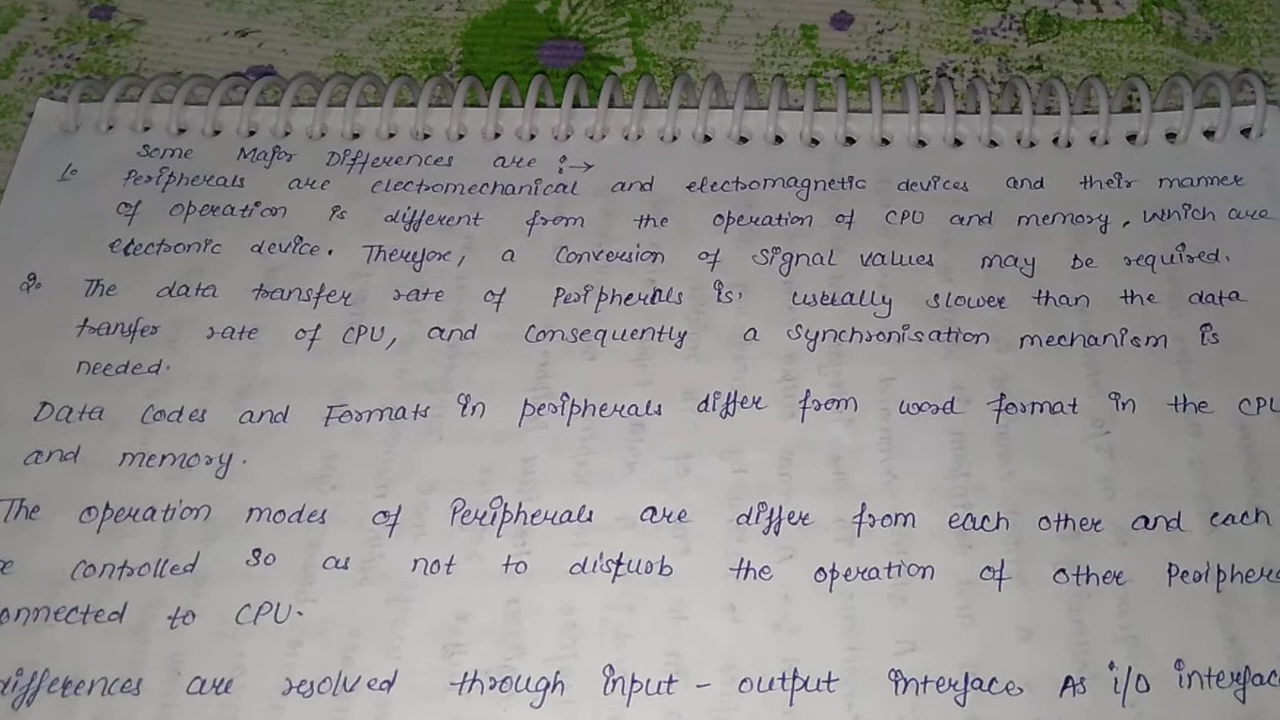 Some Major Differences are :→
1. Peripherals are electromechanical and electromagnetic devices and their manner
of operation is different from the operation of CPU and memory, which are
electronic device. Therefore, a conversion of signal values may be required.
2. The data transfer rate of Peripherals is, usually slower than the data
transfer rate of CPU, and consequently a synchronisation mechanism is
needed.
Data codes and Formats in peripherals differ from word format in the CPU
and memory.
The operation modes of Peripherals are differ from each other and each
controlled so as not to disturb the operation of other Peripher
onnected to CPU.
differences are resolved through input - output interface As i/o interfac